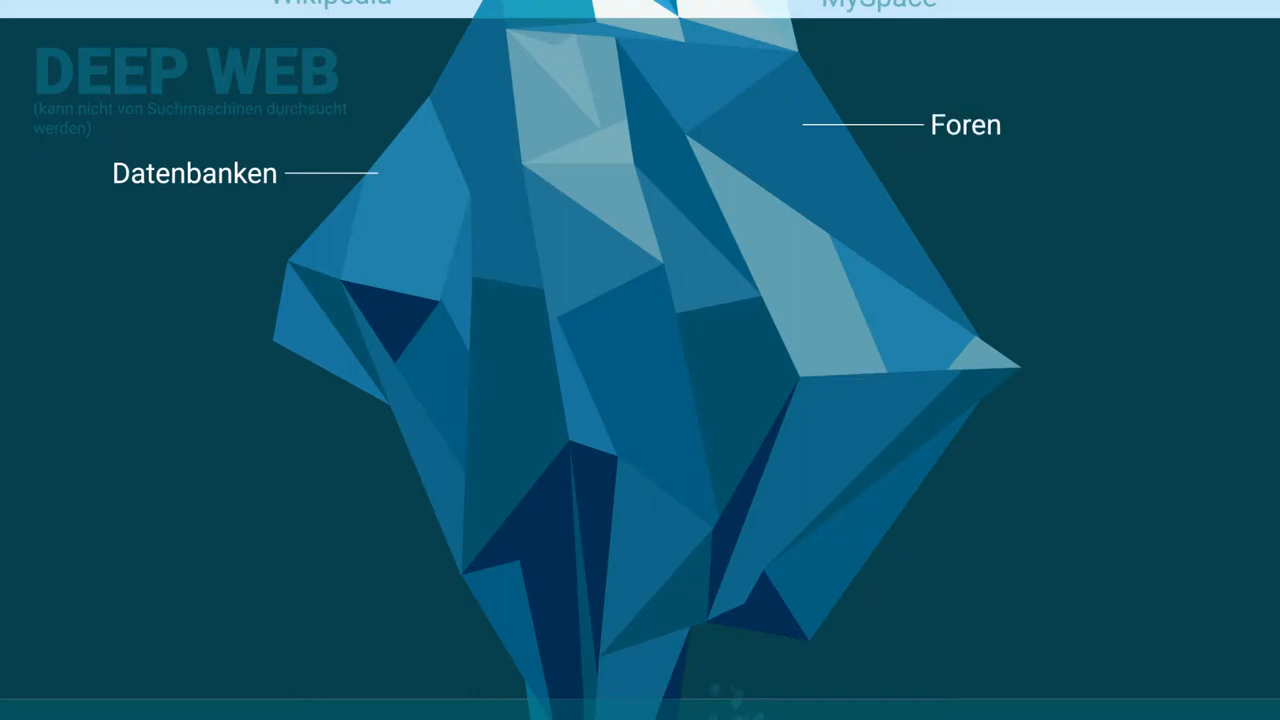 Wikipedia
MySpace
DEEP WEB
(kann nicht von Suchmaschinen durchsucht
werden)
Foren
Datenbanken